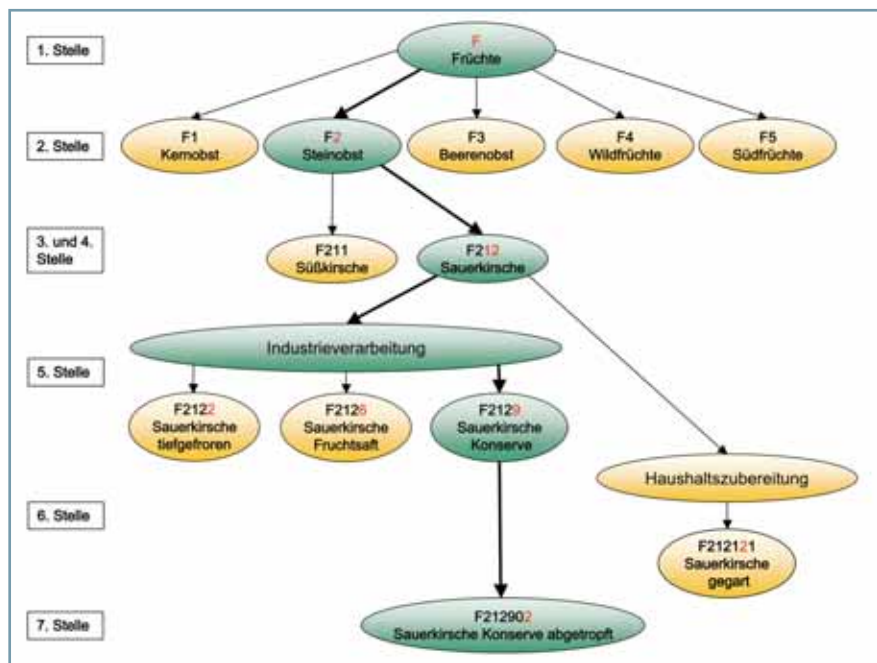 1. Stelle
F
Früchte
2. Stelle
F1
Kernobst
F2
Steinobst
F3
Beerenobst
F4
Wildfrüchte
F5
Südfrüchte
3. und 4.
Stelle
F211
Süßkirsche
F212
Sauerkirsche
Industrieverarbeitung
5. Stelle
F2122
Sauerkirsche
tiefgefroren
F2126
Sauerkirsche
Fruchtsaft
F2129
Sauerkirsche
Konserve
Haushaltszubereitung
6. Stelle
F212121
Sauerkirsche
gegart
7. Stelle
F212902
Sauerkirsche Konserve abgetropft